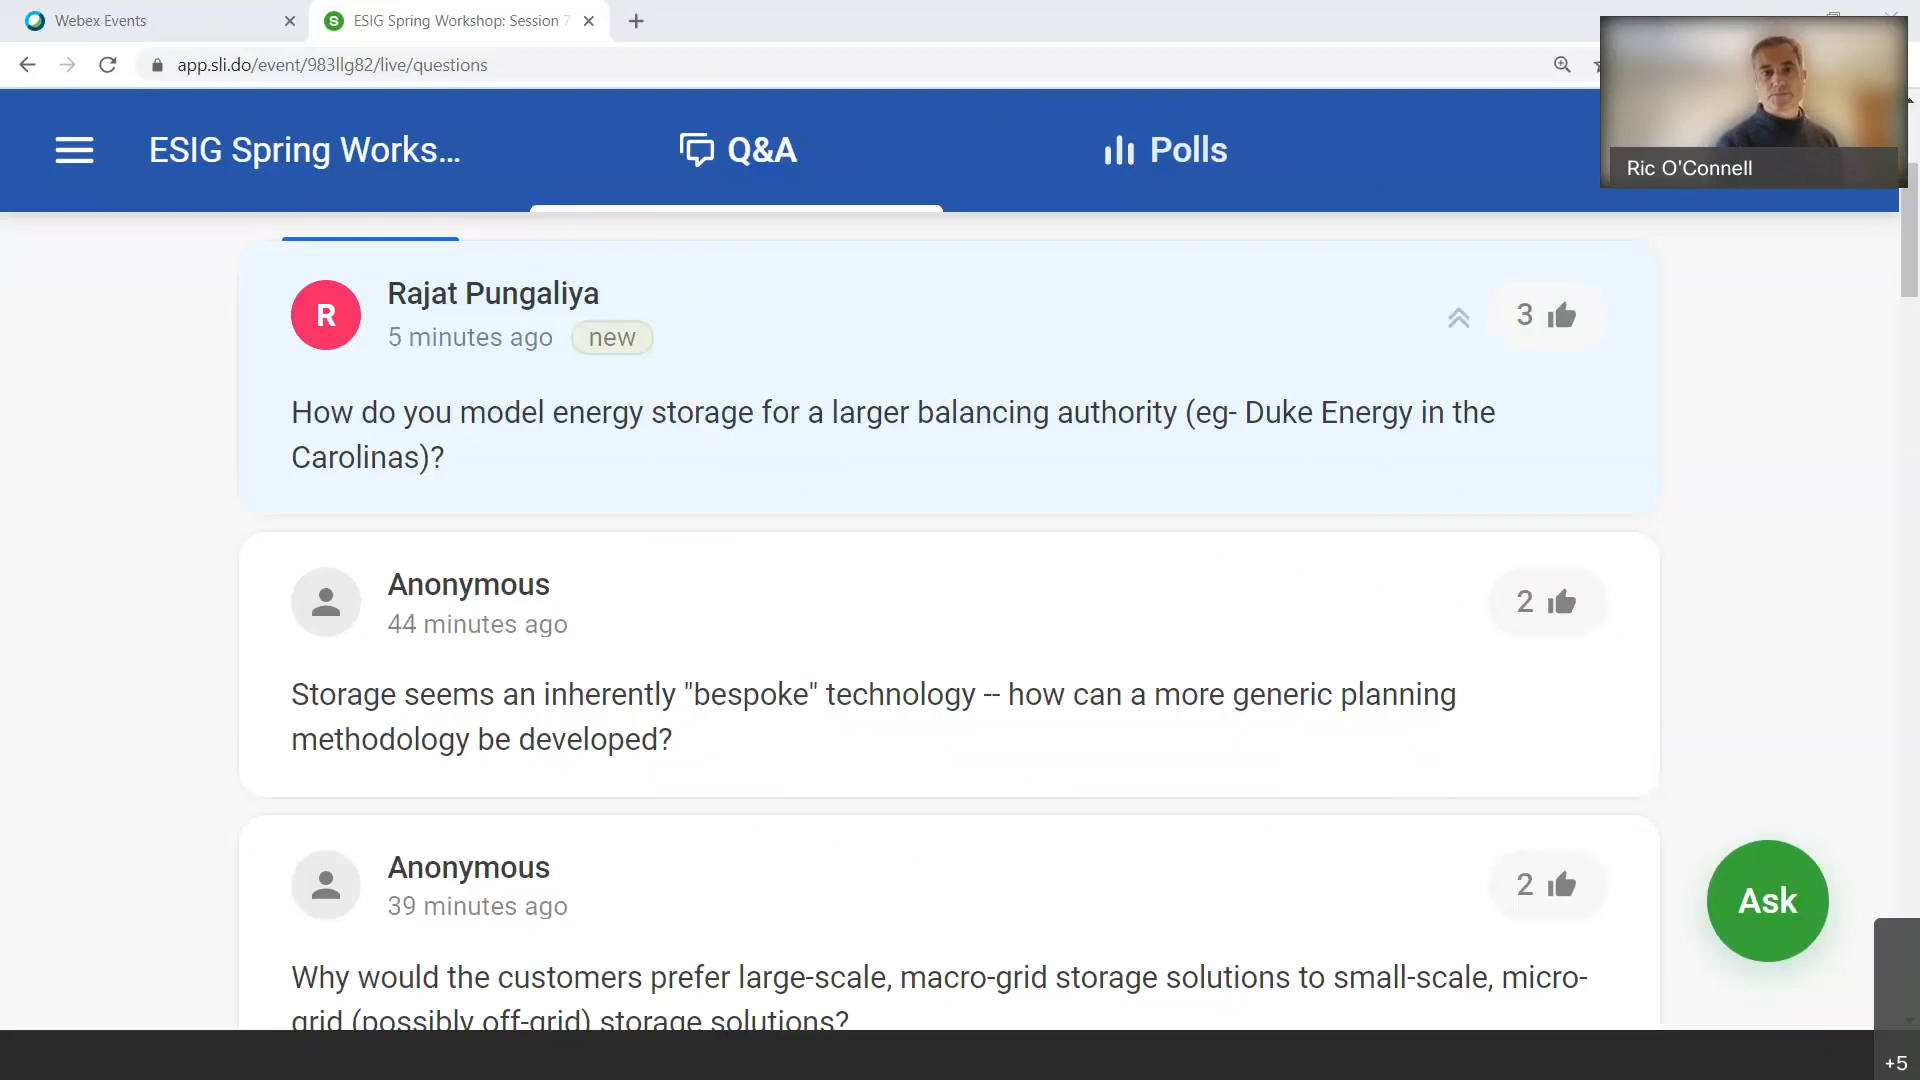 Webex Events
S ESIG Spring Workshop: Session 7
app.sli.do/event/983llg82/live/questions
ESIG Spring Works...
Q&A
Polls
Ric O'Connell
R
Rajat Pungaliya
5 minutes ago new
3
How do you model energy storage for a larger balancing authority (eg- Duke Energy in the
Carolinas)?
Anonymous
44 minutes ago
2
Storage seems an inherently "bespoke" technology -- how can a more generic planning
methodology be developed?
Anonymous
39 minutes ago
2
Why would the customers prefer large-scale, macro-grid storage solutions to small-scale, micro-
grid (possibly off-grid) storage solutions?
Ask
+5